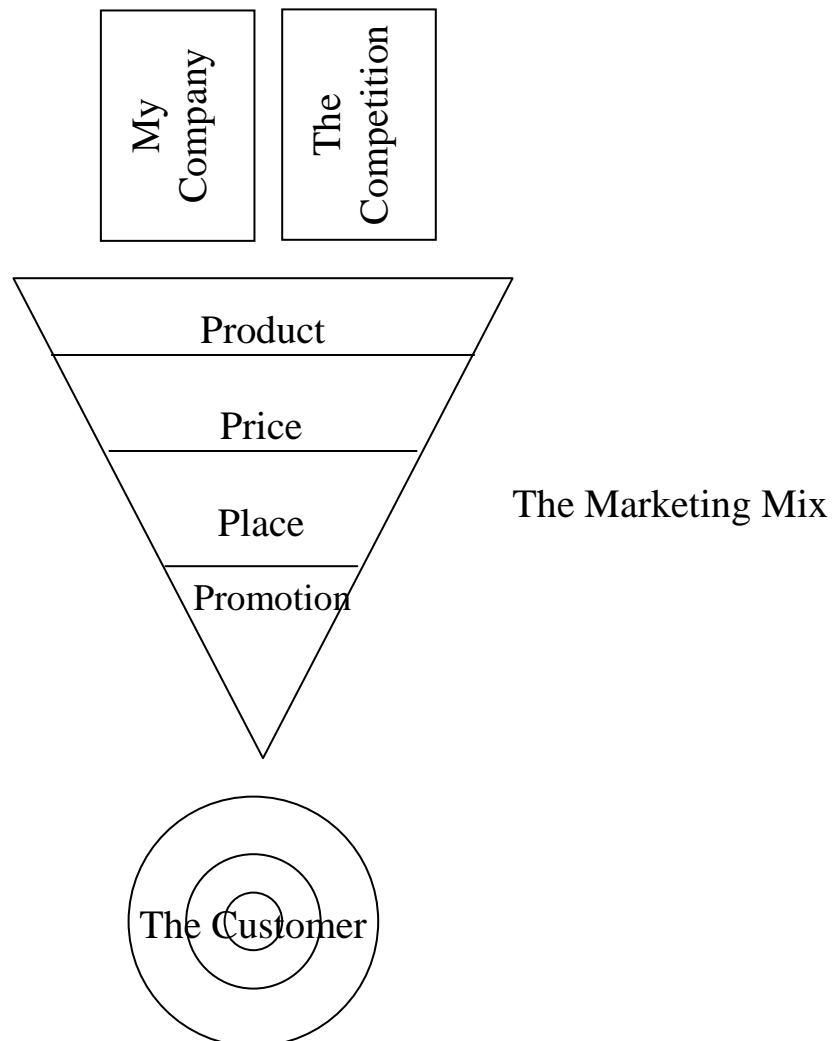 My
Company
The
Competition
Product
Price
Place
The Marketing Mix
Promotion
The Customer